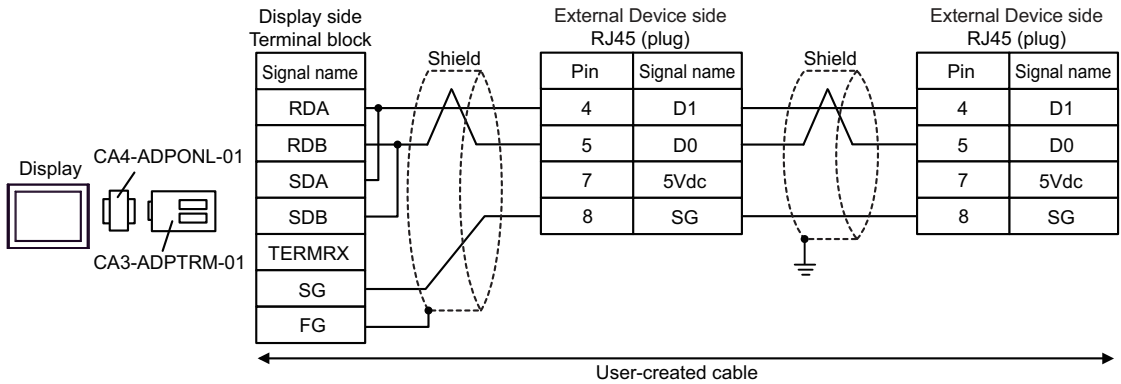 Display side
Terminal block
External Device side
RJ45 (plug)
External Device side
RJ45 (plug)
Shield
Shield
Signal name
Pin Signal name
Pin Signal name
RDA
4 D1
4 D1
RDB
5 D0
5 D0
SDA
7 5Vdc
7 5Vdc
SDB
8 SG
8 SG
TERMRX
SG
FG
Display
CA4-ADPONL-01
CA3-ADPTRM-01
User-created cable